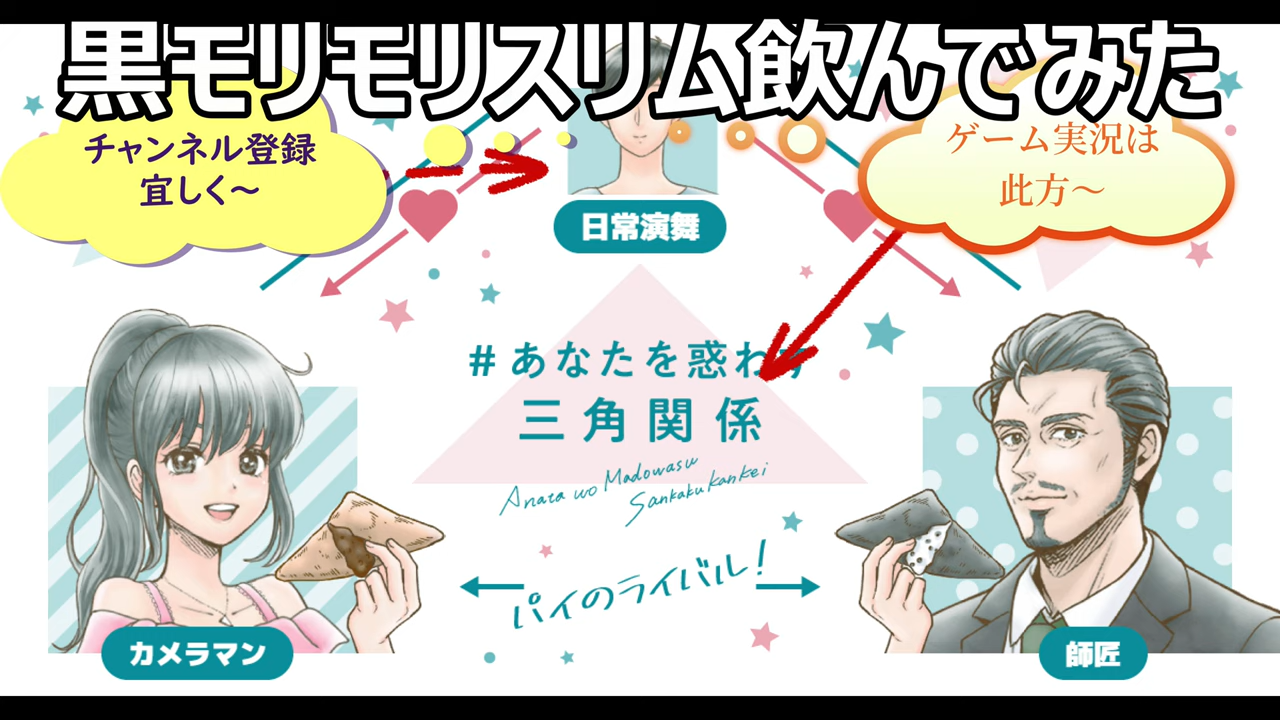 黒モリモリスリム飲んでみた
チャンネル登録
宜しく〜
ゲーム実況は
此方〜
日常演舞
#あなたを惑わす
三角関係
Anata wo Madowasu
Sankakukankei
パイのライバル!
カメラマン
師匠